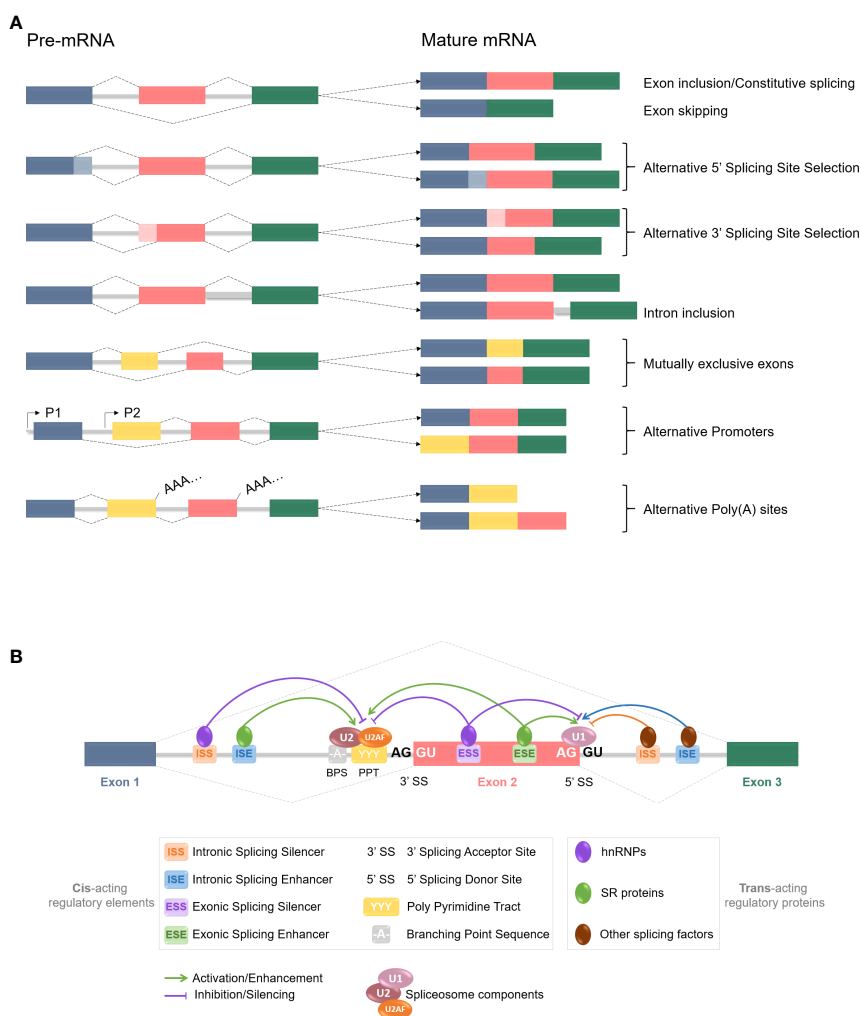 A
Pre-mRNA
Mature mRNA
Exon inclusion/Constitutive splicing
Exon skipping
Alternative 5' Splicing Site Selection
Alternative 3' Splicing Site Selection
Intron inclusion
Mutually exclusive exons
P1
P2
Alternative Promoters
AAA...
AAA...
Alternative Poly(A) sites
B
U2
U2AF
U1
ISS
ISE
-A-
YYY
AG GU
ESS
ESE
AG GU
ISS
ISE
BPS
PPT
Exon 1
3' SS
Exon 2
5' SS
Exon 3
Cis-acting
regulatory elements
ISS Intronic Splicing Silencer
ISE Intronic Splicing Enhancer
ESS Exonic Splicing Silencer
ESE Exonic Splicing Enhancer
3' SS 3' Splicing Acceptor Site
5' SS 5' Splicing Donor Site
YYY Poly Pyrimidine Tract
-A- Branching Point Sequence
hnRNPs
SR proteins
Other splicing factors
Trans-acting
regulatory proteins
Activation/Enhancement
Inhibition/Silencing
U1
U2
U2AF
Spliceosome components